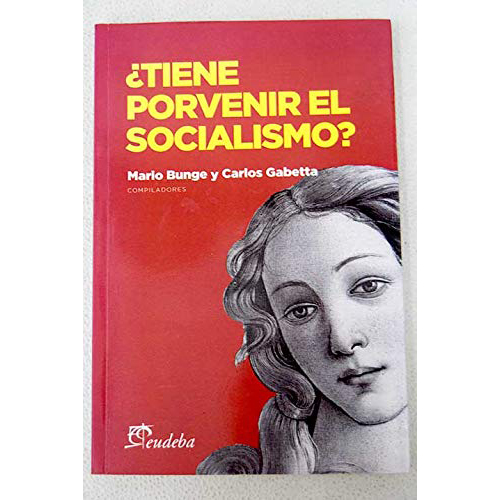 ¿TIENE
PORVENIR EL
SOCIALISMO?
Mario Bunge y Carlos Gabetta
COMPILADORES
eudeba